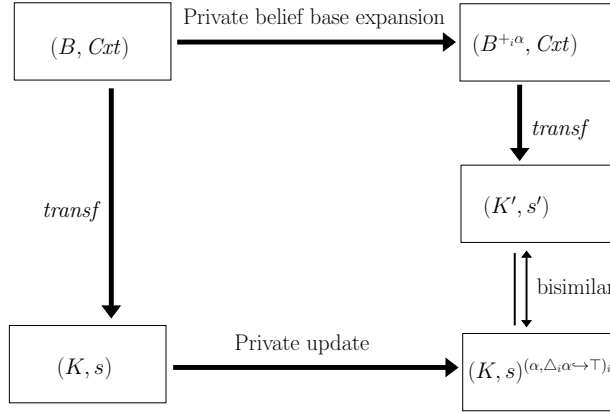 Private belief base expansion
(B, Cxt)
(B^{+_iα}, Cxt)
transf
transf
(K′, s′)
bisimilar
Private update
(K, s)
(K, s)^{(α,△_iα↪⊤)_i}